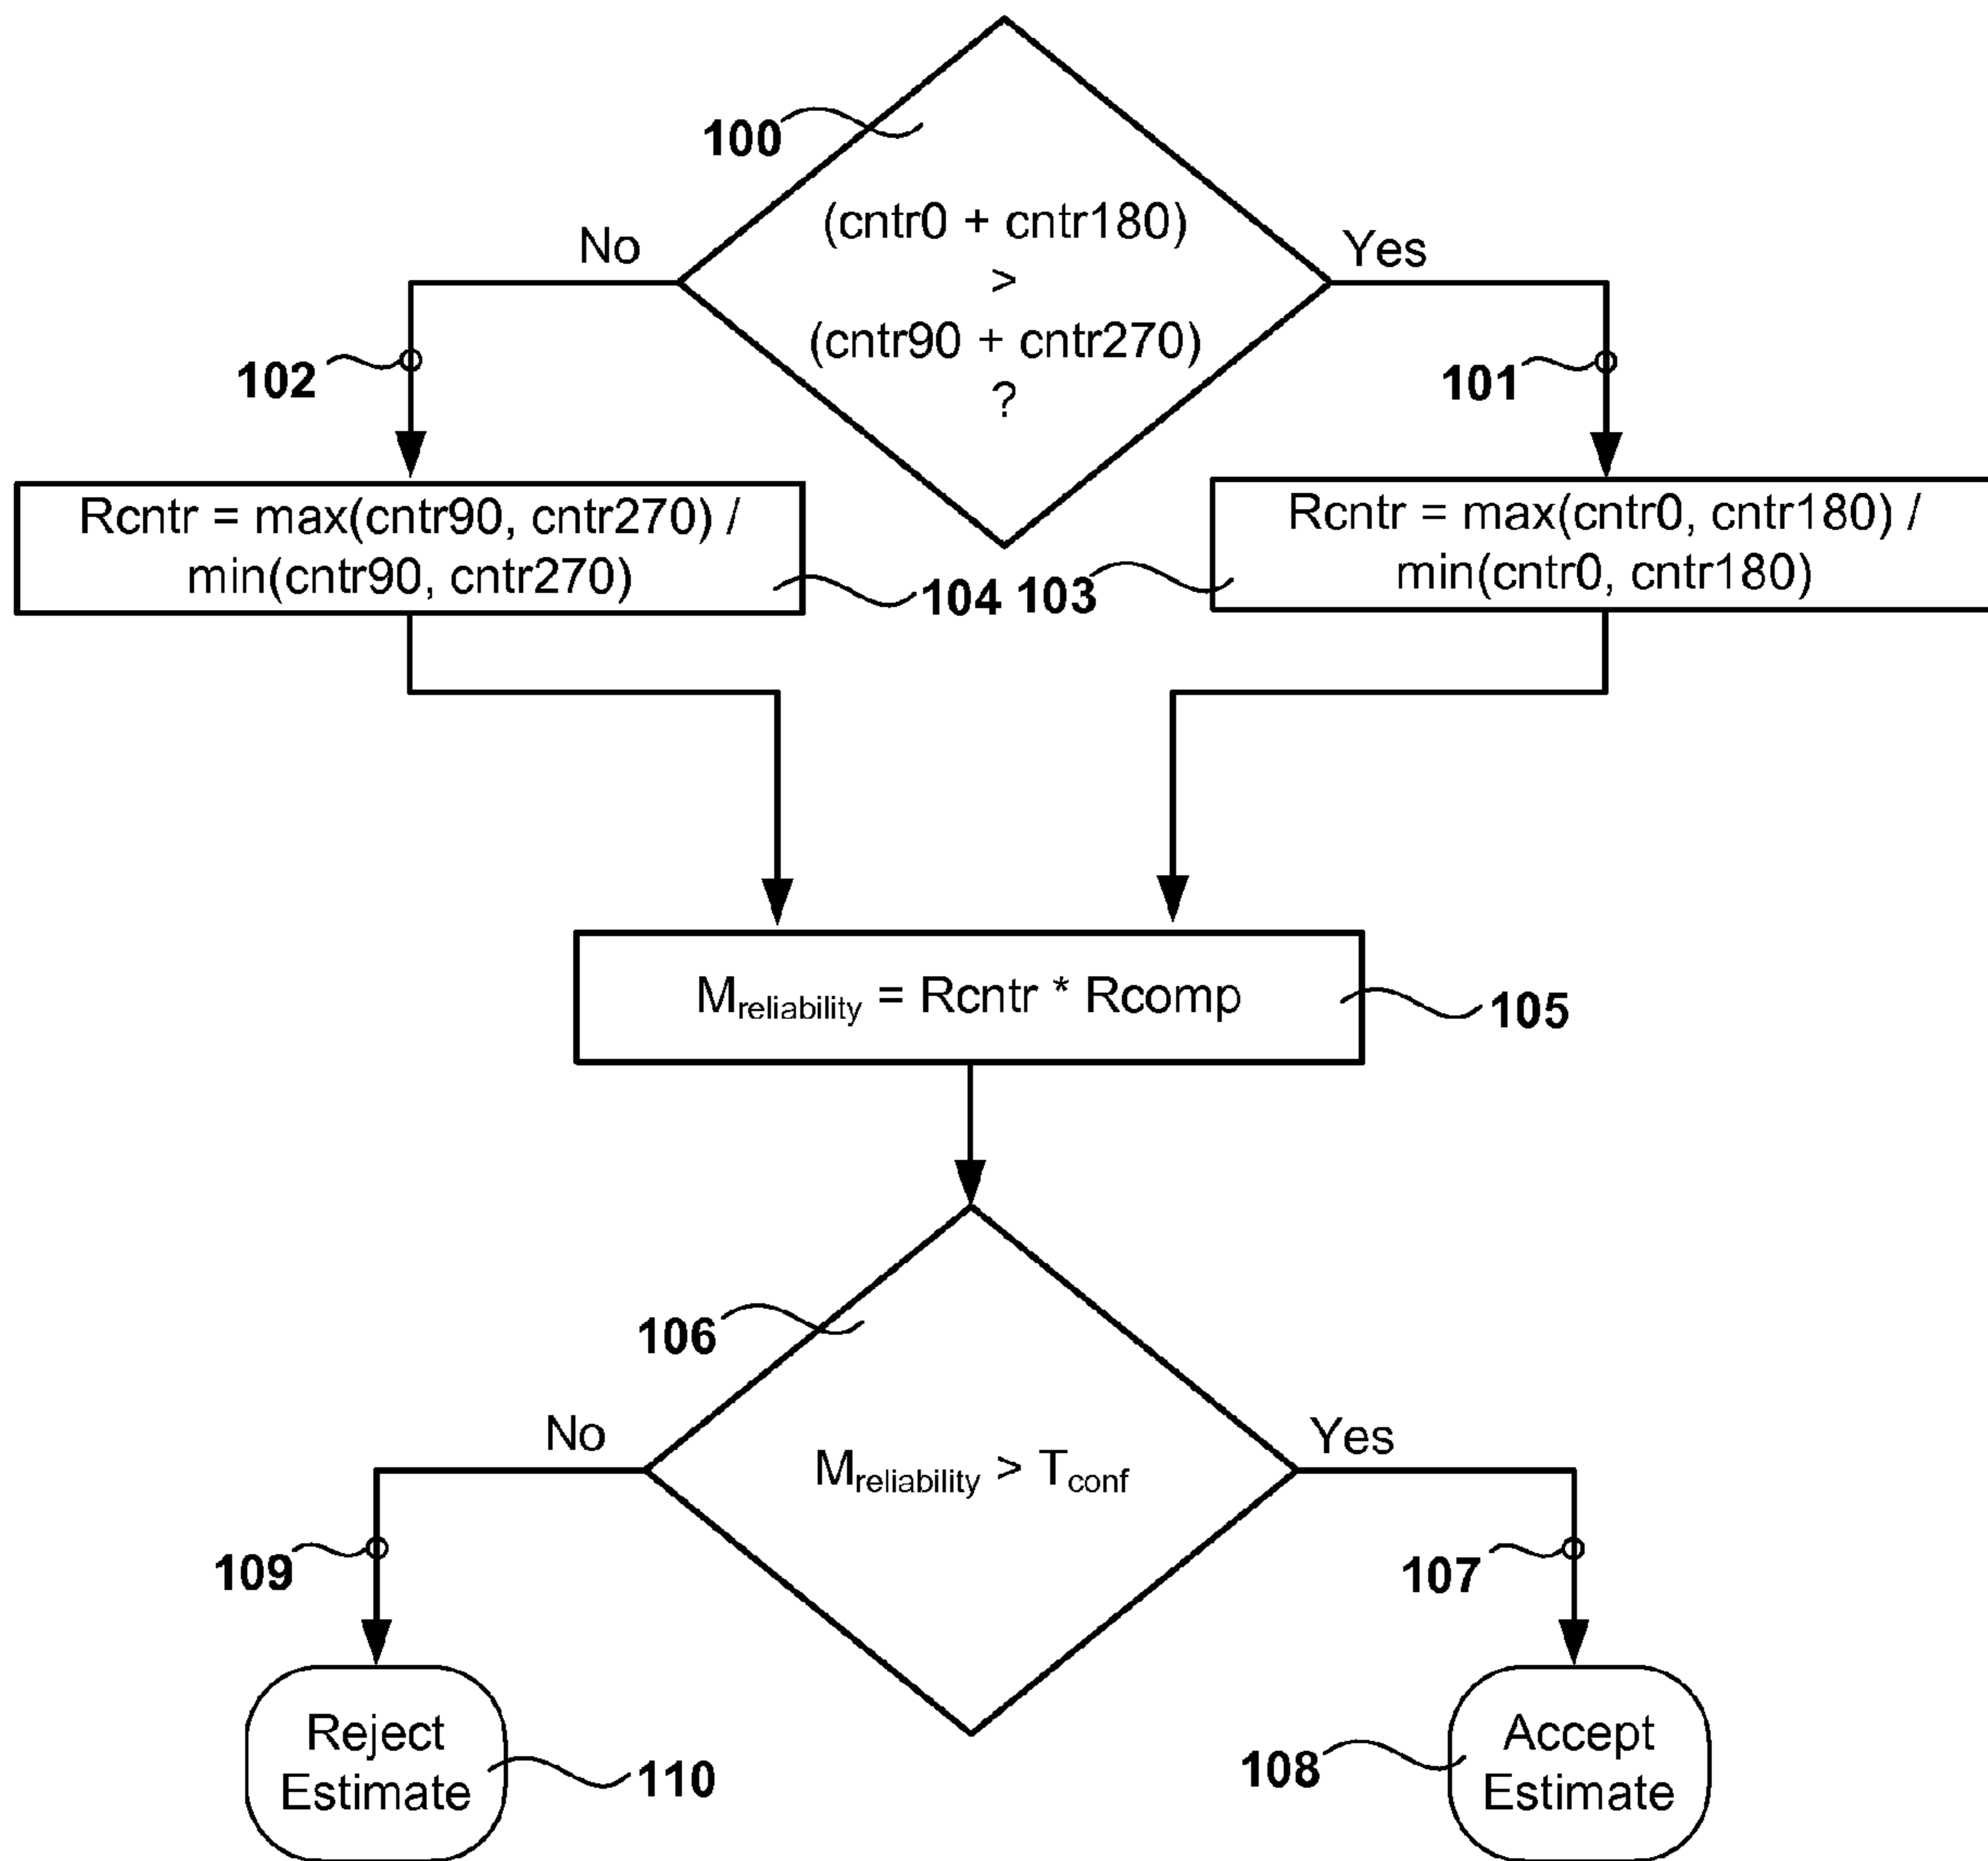 100
(cntr0 + cntr180)
>
(cntr90 + cntr270)
?
No
Yes
102
101
Rcntr = max(cntr90, cntr270) /
min(cntr90, cntr270)
Rcntr = max(cntr0, cntr180) /
min(cntr0, cntr180)
104
103
Mreliability = Rcntr * Rcomp
105
106
No
Yes
Mreliability > Tconf
109
107
Reject
Estimate
110
108
Accept
Estimate